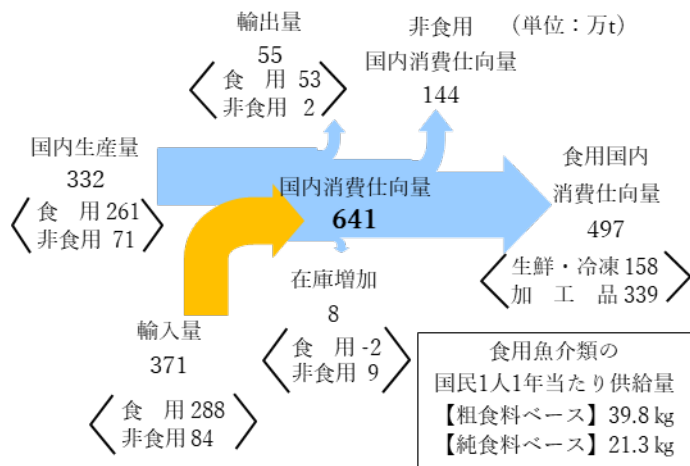 輸出量
55
食　用 53
非食用 2
非食用
国内消費仕向量
144
（単位：万t）
国内生産量
332
食　用 261
非食用 71
国内消費仕向量
641
食用国内
消費仕向量
497
生鮮・冷凍 158
加　工　品 339
輸入量
371
食　用 288
非食用 84
在庫増加
8
食　用 -2
非食用 9
食用魚介類の
国民1人1年当たり供給量
【粗食料ベース】39.8 kg
【純食料ベース】21.3 kg